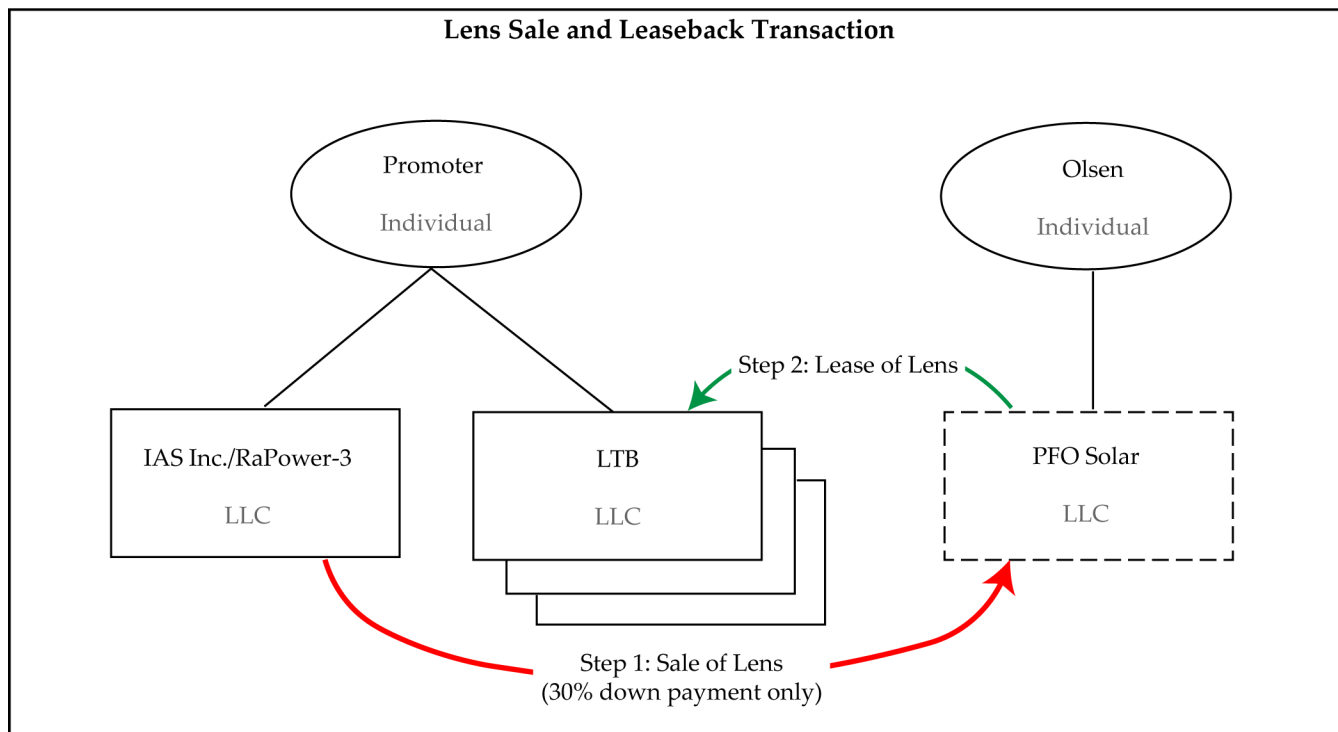 Lens Sale and Leaseback Transaction
Promoter
Individual
Olsen
Individual
Step 2: Lease of Lens
IAS Inc./RaPower-3
LLC
LTB
LLC
PFO Solar
LLC
Step 1: Sale of Lens
(30% down payment only)